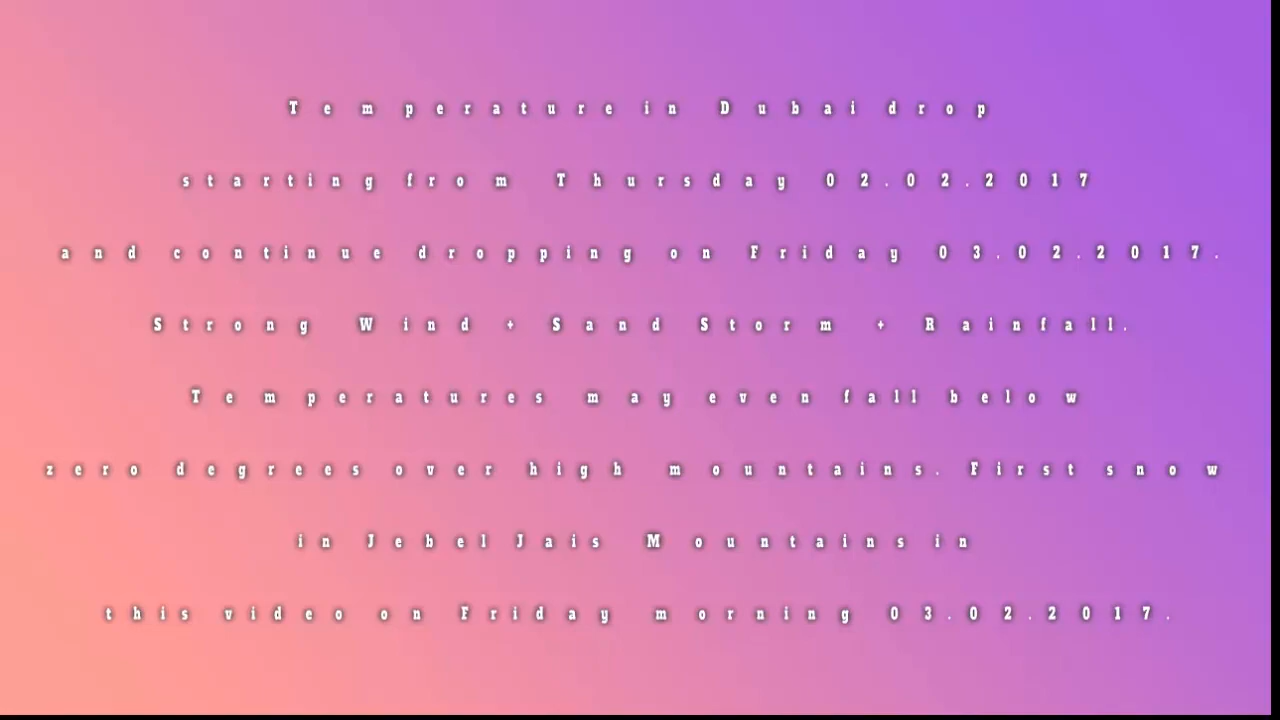 Temperature in Dubai drop
starting from Thursday 02.02.2017
and continue dropping on Friday 03.02.2017.
Strong Wind + Sand Storm + Rainfall.
Temperatures may even fall below
zero degrees over high mountains. First snow
in Jebel Jais Mountains in
this video on Friday morning 03.02.2017.